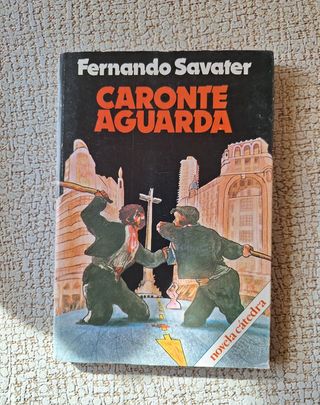 Fernando Savater
CARONTE
AGUARDA
novela cátedra